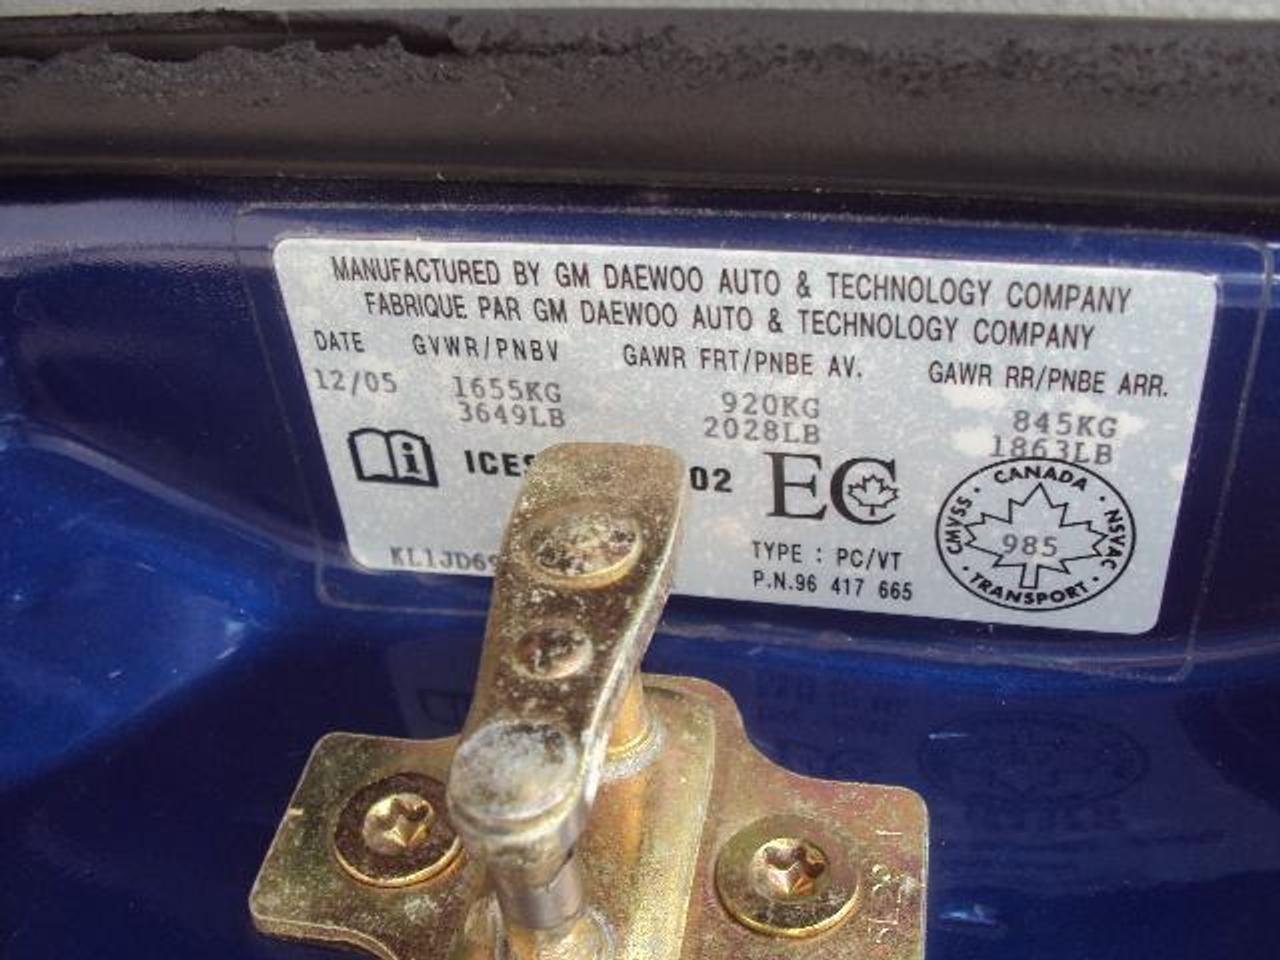 MANUFACTURED BY GM DAEWOO AUTO & TECHNOLOGY COMPANY
FABRIQUE PAR GM DAEWOO AUTO & TECHNOLOGY COMPANY
DATE GVWR/PNBV GAWR FRT/PNBE AV. GAWR RR/PNBE ARR.
12/05 1655KG 920KG 845KG
3649LB 2028LB 1863LB
02 EC
CANADA
CMVSS · 985 · NSVAC
TRANSPORT
TYPE : PC/VT
P.N.96 417 665